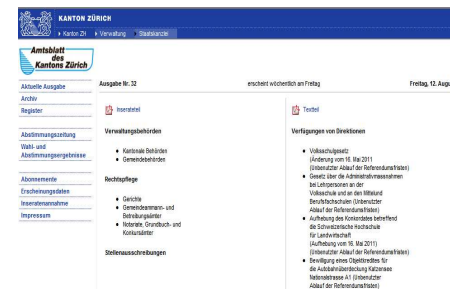 KANTON ZÜRICH
Kanton ZH Verwaltung Staatskanzlei
Amtsblatt
des
Kantons Zürich
Aktuelle Ausgabe
Archiv
Register
Abstimmungszeitung
Wahl- und
Abstimmungsergebnisse
Abonnemente
Erscheinungsdaten
Inseratenannahme
Impressum
Ausgabe Nr. 32 erscheint wöchentlich am Freitag Freitag, 12. Augu
Inserateteil
Verwaltungsbehörden
Kantonale Behörden
Gemeindebehörden
Rechtspflege
Gerichte
Gemeindeammann- und
Betreibungsämter
Notariate, Grundbuch- und
Konkursämter
Stellenausschreibungen
Textteil
Verfügungen von Direktionen
Volksschulgesetz
(Änderung vom 16. Mai 2011
(Unbenutzter Ablauf der Referendumsfristen)
Gesetz über die Administrativmassnahmen
bei Lehrpersonen an der
Volksschule und an den Mittelund
Berufsfachschulen (Unbenutzter
Ablauf der Referendumsfristen)
Aufhebung des Konkordates betreffend
die Schweizerische Hochschule
für Landwirtschaft
(Aufhebung vom 16. Mai 2011)
(Unbenutzter Ablauf der Referendumsfristen)
Bewilligung eines Objektkredites für
die Autobahnüberdeckung Katzensee
Nationalstrasse A1 (Unbenutzter
Ablauf der Referendumsfristen)